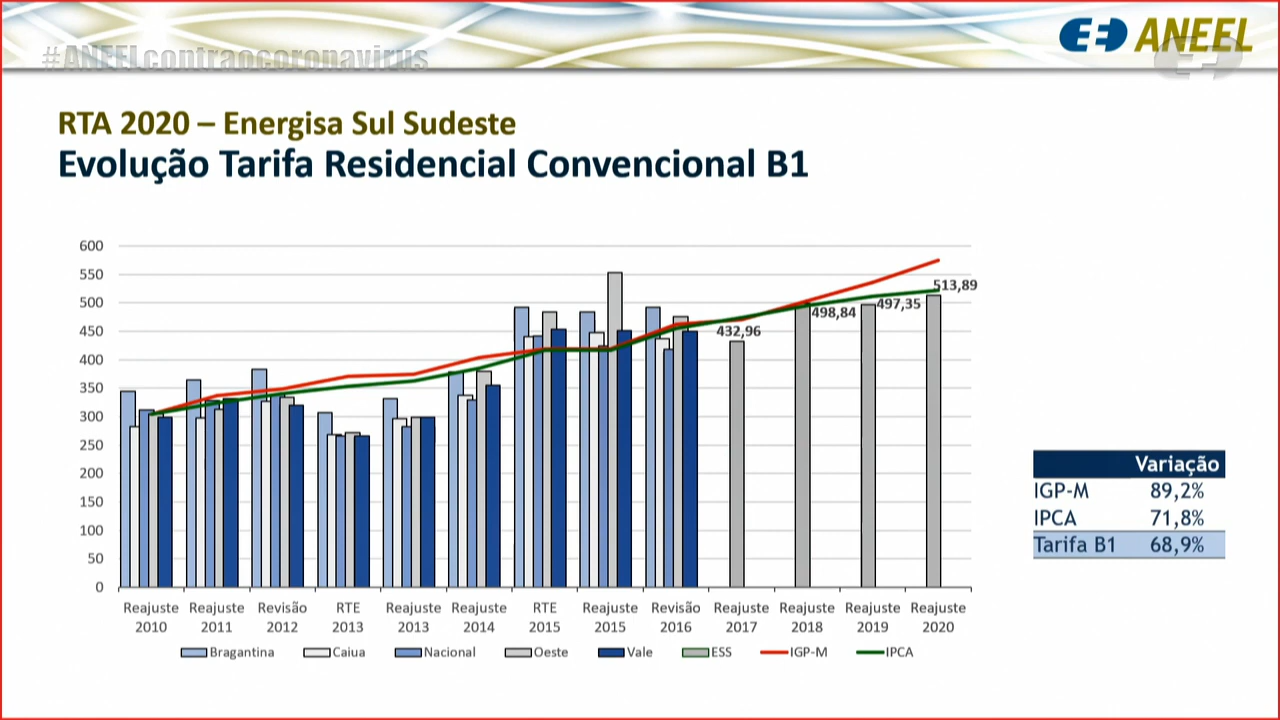 #ANEELcontraocoronavirus
ANEEL
RTA 2020 – Energisa Sul Sudeste
Evolução Tarifa Residencial Convencional B1
600
550
500
450
400
350
300
250
200
150
100
50
0
432,96
498,84
497,35
513,89
Reajuste 2010
Reajuste 2011
Revisão 2012
RTE 2013
Reajuste 2013
Reajuste 2014
RTE 2015
Reajuste 2015
Revisão 2016
Reajuste 2017
Reajuste 2018
Reajuste 2019
Reajuste 2020
Bragantina Caiua Nacional Oeste Vale ESS IGP-M IPCA
Variação
IGP-M 89,2%
IPCA 71,8%
Tarifa B1 68,9%